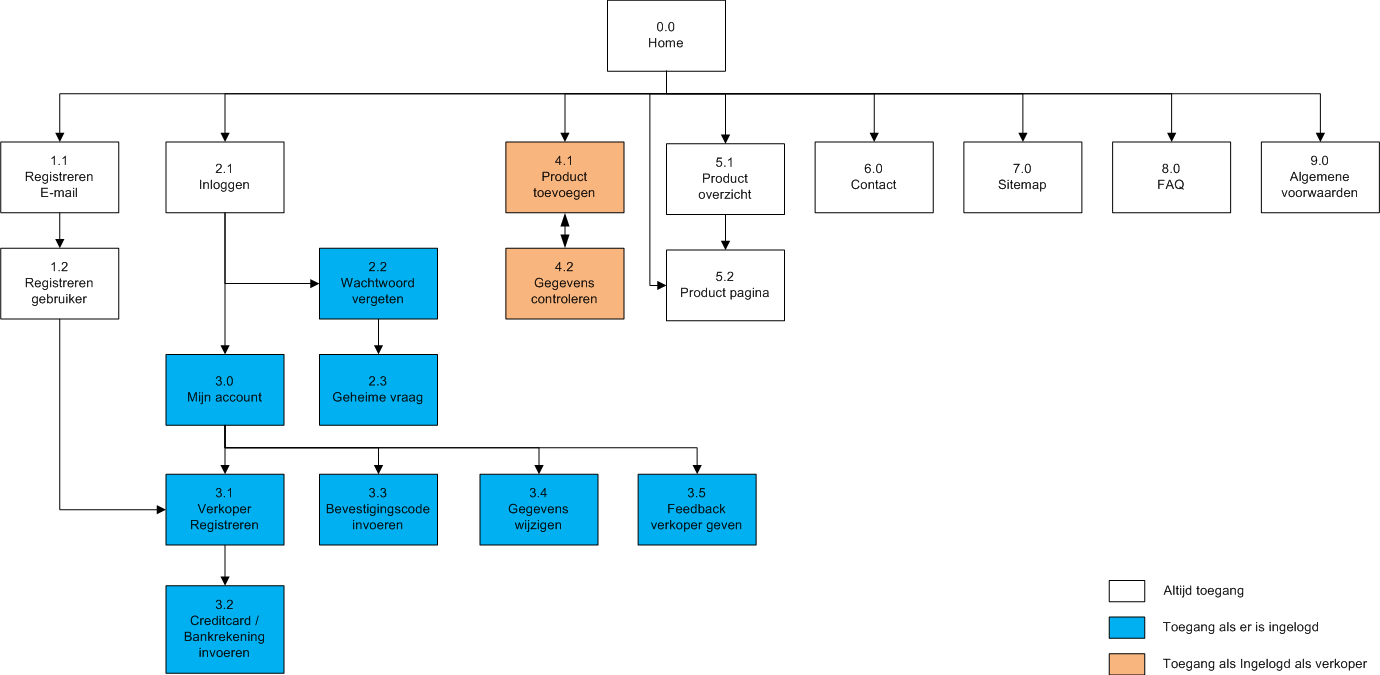 0.0
Home
1.1
Registreren
E-mail
2.1
Inloggen
4.1
Product
toevoegen
5.1
Product
overzicht
6.0
Contact
7.0
Sitemap
8.0
FAQ
9.0
Algemene
voorwaarden
1.2
Registreren
gebruiker
2.2
Wachtwoord
vergeten
4.2
Gegevens
controleren
5.2
Product pagina
3.0
Mijn account
2.3
Geheime vraag
3.1
Verkoper
Registreren
3.3
Bevestigingscode
invoeren
3.4
Gegevens
wijzigen
3.5
Feedback
verkoper geven
3.2
Creditcard /
Bankrekening
invoeren
Altijd toegang
Toegang als er is ingelogd
Toegang als Ingelogd als verkoper